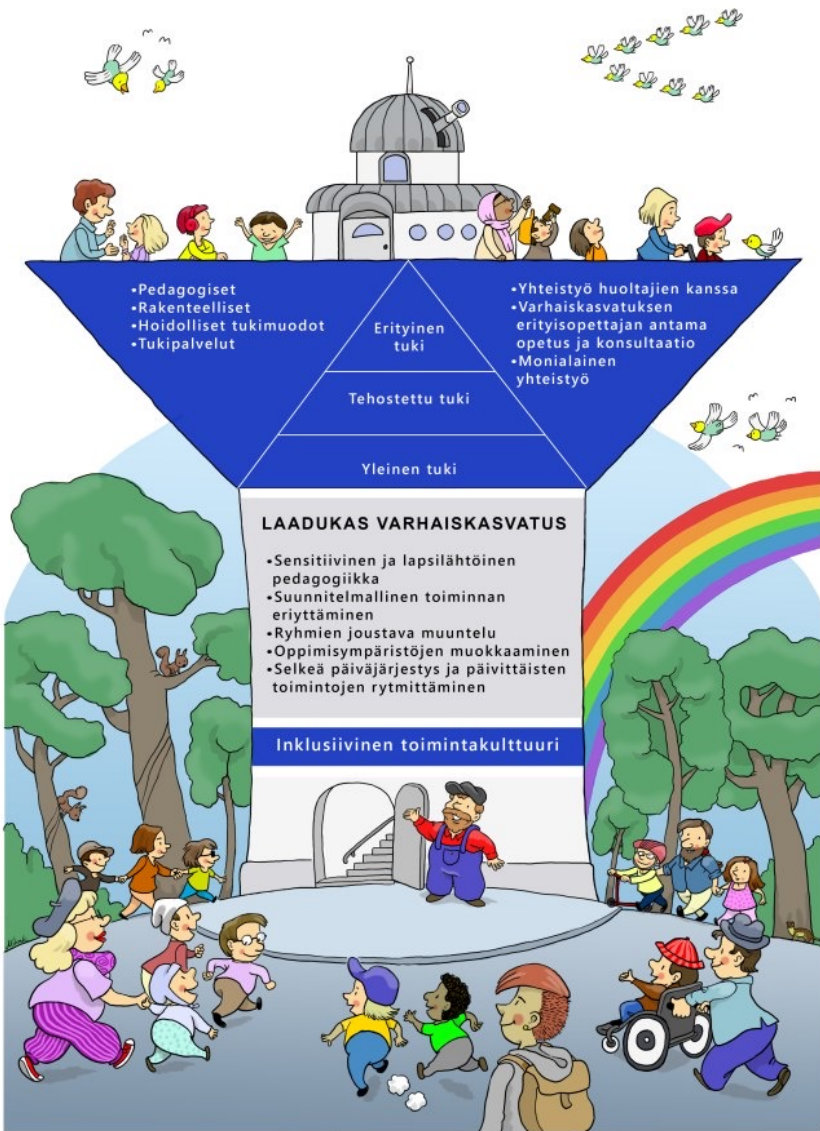 •Pedagogiset
•Rakenteelliset
•Hoidolliset tukimuodot
•Tukipalvelut
Erityinen
tuki
•Yhteistyö huoltajien kanssa
•Varhaiskasvatuksen
erityisopettajan antama
opetus ja konsultaatio
•Monialainen
yhteistyö
Tehostettu tuki
Yleinen tuki
LAADUKAS VARHAISKASVATUS
•Sensitiivinen ja lapsilähtöinen
pedagogiikka
•Suunnitelmallinen toiminnan
eriyttäminen
•Ryhmien joustava muuntelu
•Oppimisympäristöjen muokkaaminen
•Selkeä päiväjärjestys ja päivittäisten
toimintojen rytmittäminen
Inklusiivinen toimintakulttuuri